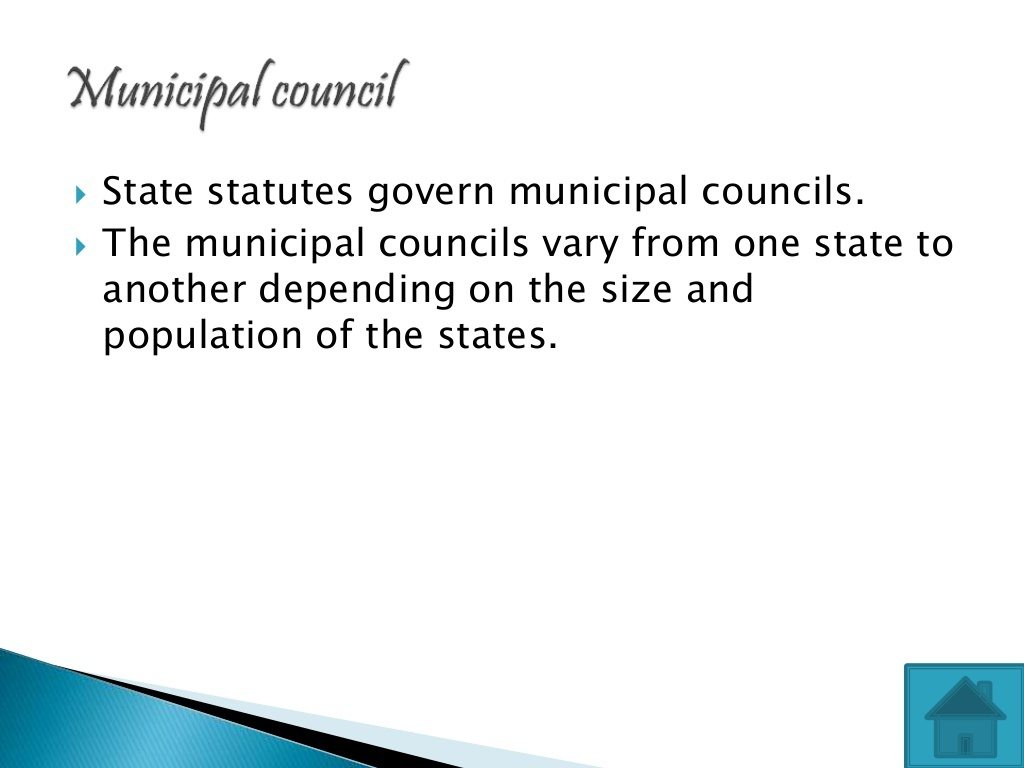 Municipal council
State statutes govern municipal councils.
The municipal councils vary from one state to
another depending on the size and
population of the states.